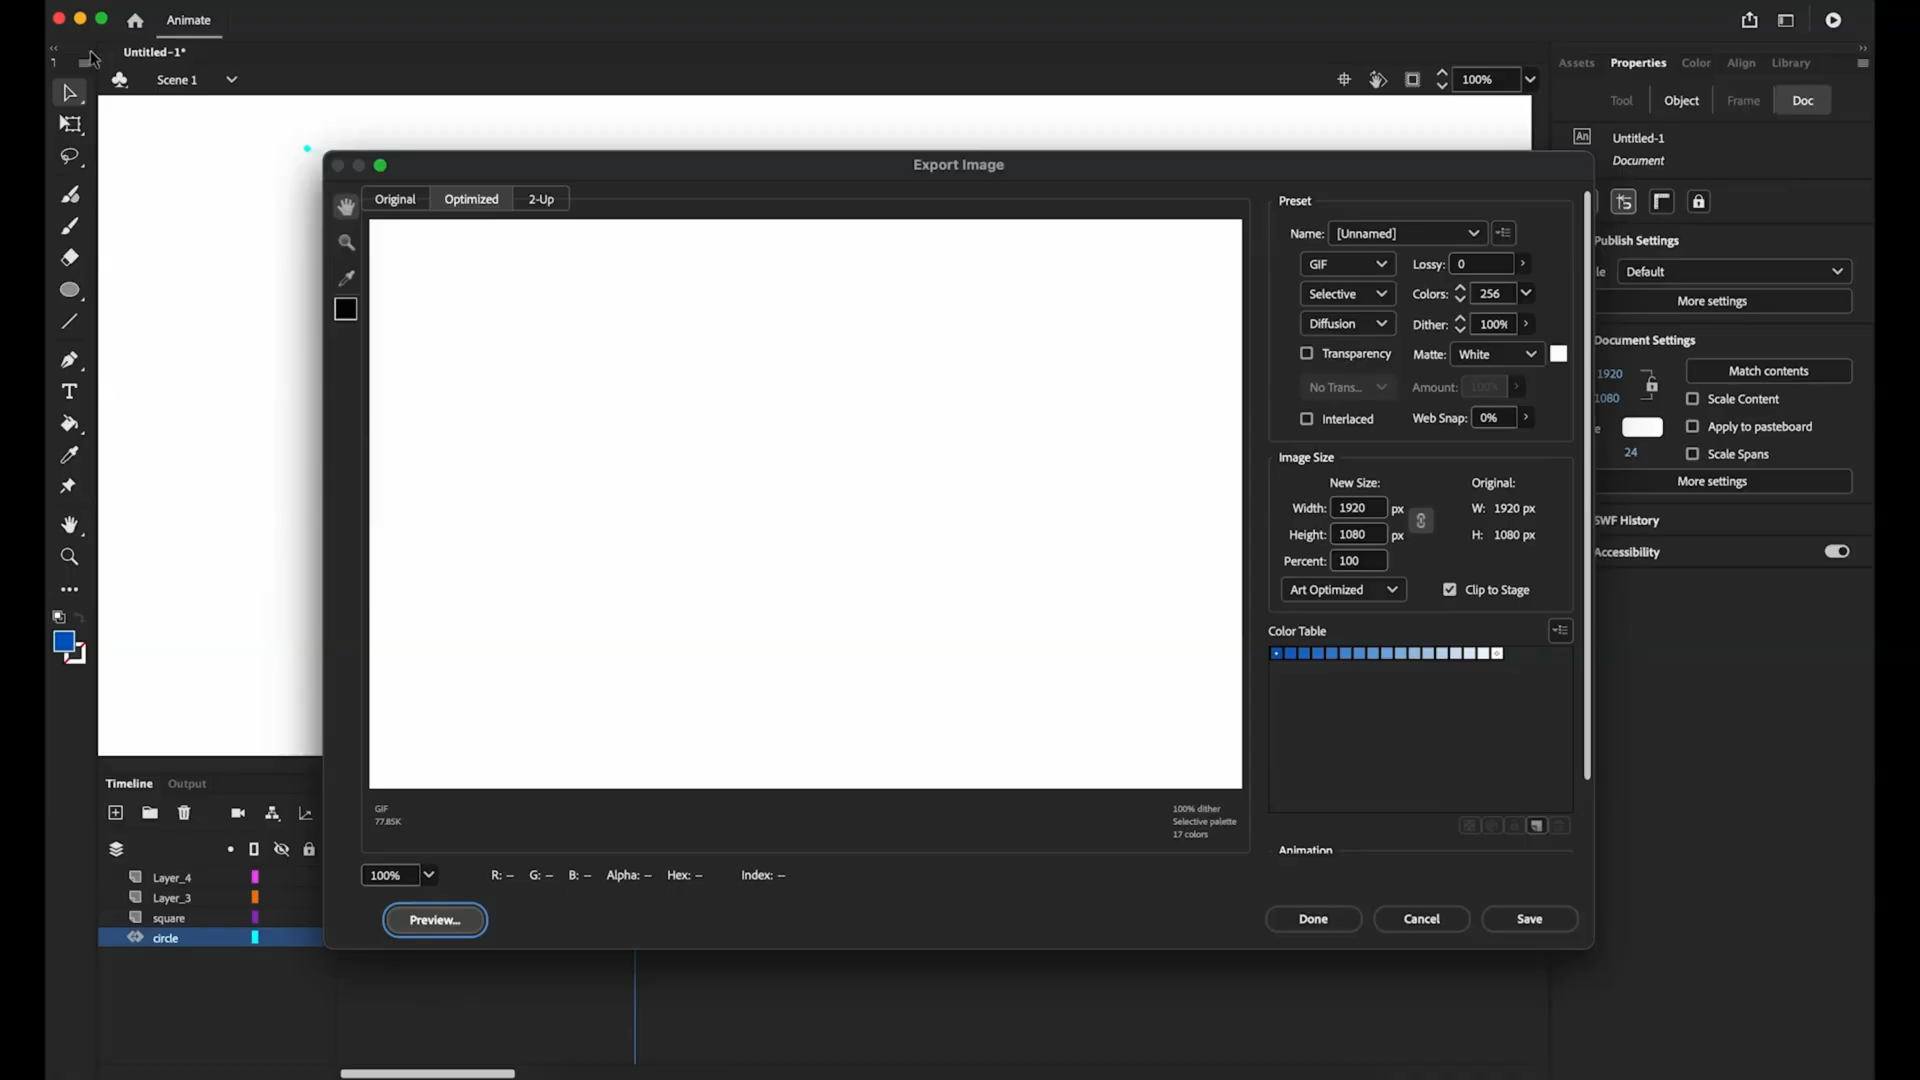 Animate
Untitled-1*
Scene 1
100%
Assets
Properties
Color
Align
Library
Tool
Object
Frame
Doc
An
Untitled-1
Document
Publish Settings
le
Default
More settings
Document Settings
1920
1080
Match contents
Scale Content
e
Apply to pasteboard
24
Scale Spans
More settings
SWF History
Accessibility
Export Image
Original
Optimized
2-Up
Preset
Name:
[Unnamed]
GIF
Lossy:
0
Selective
Colors:
256
Diffusion
Dither:
100%
Transparency
Matte:
White
No Trans...
Amount:
100%
Interlaced
Web Snap:
0%
Image Size
New Size:
Original:
Width:
1920
px
W: 1920 px
Height:
1080
px
H: 1080 px
Percent:
100
Art Optimized
Clip to Stage
Color Table
Animation
GIF
77.85K
100% dither
Selective palette
17 colors
100%
R: --
G: --
B: --
Alpha: --
Hex: --
Index: --
Preview...
Done
Cancel
Save
Timeline
Output
Layer_4
Layer_3
square
circle